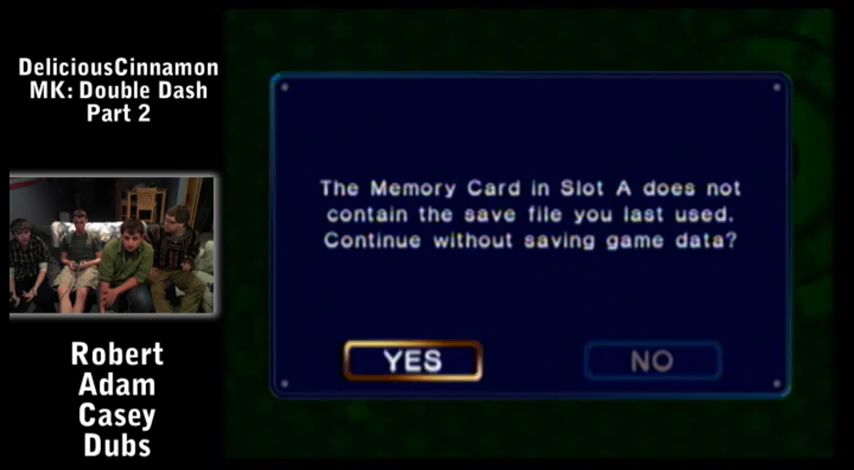 DeliciousCinnamon
MK: Double Dash
Part 2
The Memory Card in Slot A does not
contain the save file you last used.
Continue without saving game data?
YES
NO
Robert
Adam
Casey
Dubs